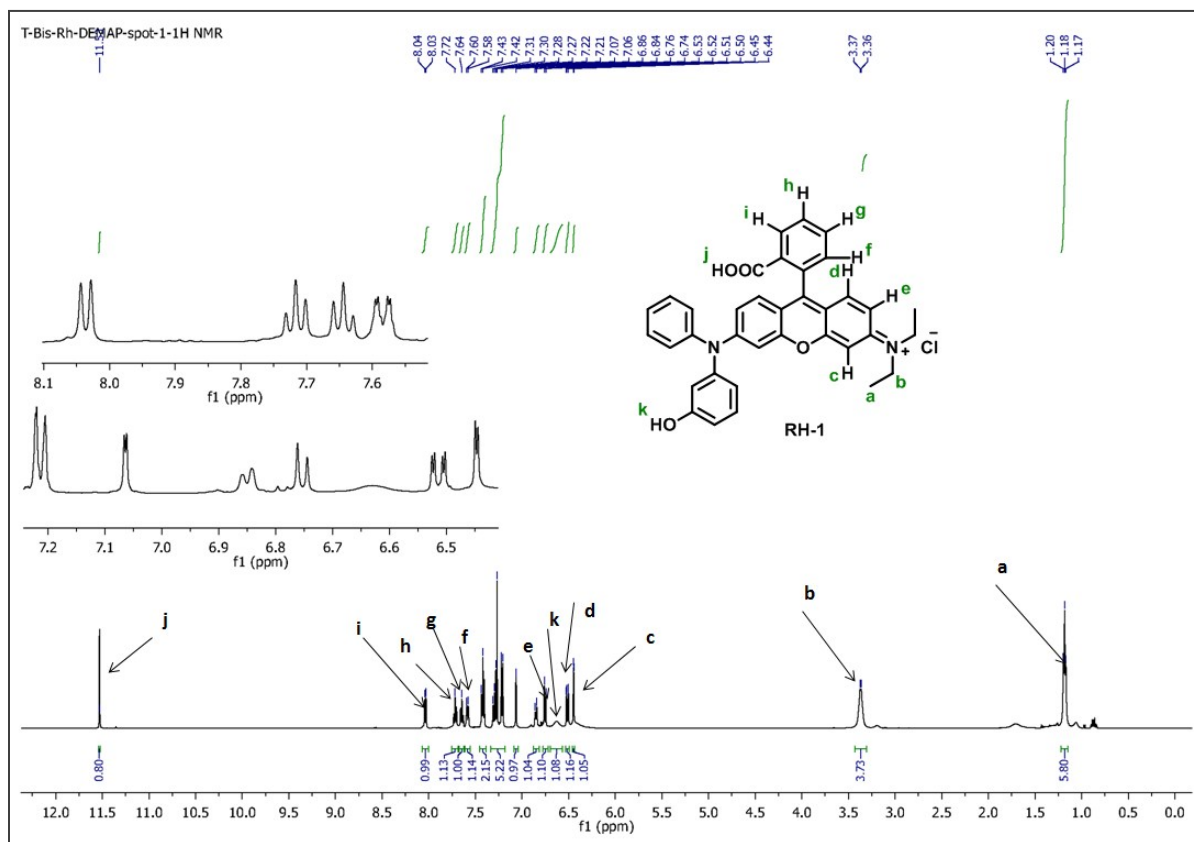 T-Bis-Rh-DEMAP-spot-1-1H NMR
11.52
8.04
8.03
7.72
7.64
7.60
7.58
7.43
7.42
7.31
7.30
7.28
7.27
7.22
7.21
7.07
7.06
6.86
6.84
6.76
6.74
6.53
6.52
6.51
6.50
6.45
6.44
3.37
3.36
1.20
1.18
1.17
h H
i H
H g
j HOOC
H f
d H
H e
N
O
N + Cl −
c H
b
a
k HO
RH-1
8.1 8.0 7.9 7.8 7.7 7.6
f1 (ppm)
7.2 7.1 7.0 6.9 6.8 6.7 6.6 6.5
f1 (ppm)
j
i
h
g
f
e
k
d
c
b
a
0.80
0.99
1.13
1.00
1.14
2.15
5.22
0.97
1.04
1.10
1.08
1.16
1.05
3.73
5.80
12.0 11.5 11.0 10.5 10.0 9.5 9.0 8.5 8.0 7.5 7.0 6.5 6.0 5.5 5.0 4.5 4.0 3.5 3.0 2.5 2.0 1.5 1.0 0.5 0.0
f1 (ppm)